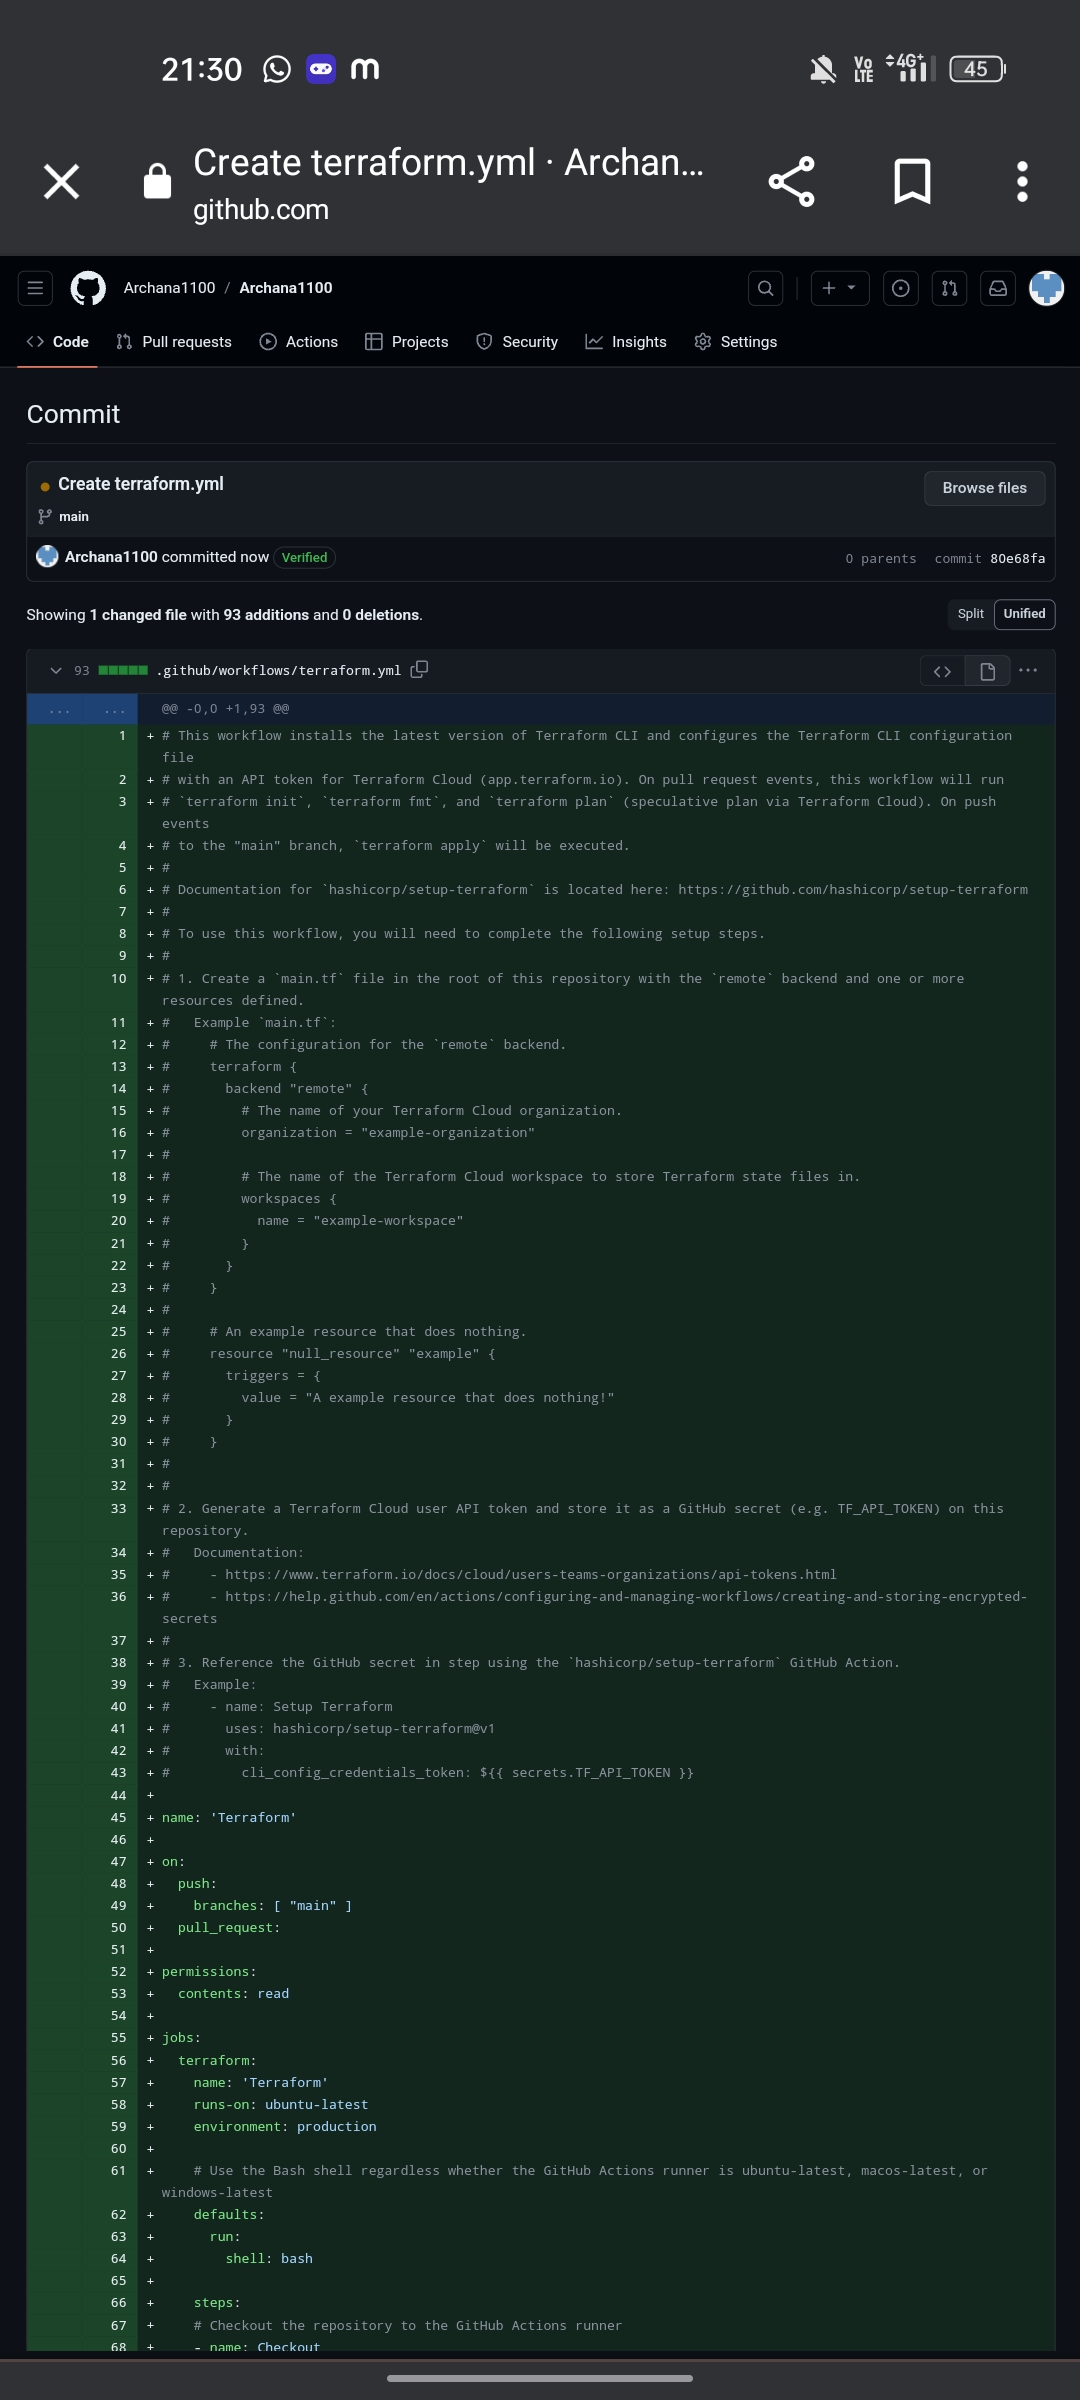 21:30
Vo LTE 4G+ 45
Create terraform.yml · Archan...
github.com
Archana1100 / Archana1100
Code Pull requests Actions Projects Security Insights Settings
Commit
Create terraform.yml
Browse files
main
Archana1100 committed now Verified
0 parents commit 80e68fa
Showing 1 changed file with 93 additions and 0 deletions.
Split Unified
93 .github/workflows/terraform.yml
... ... @@ -0,0 +1,93 @@
1 + # This workflow installs the latest version of Terraform CLI and configures the Terraform CLI configuration
file
2 + # with an API token for Terraform Cloud (app.terraform.io). On pull request events, this workflow will run
3 + # `terraform init`, `terraform fmt`, and `terraform plan` (speculative plan via Terraform Cloud). On push
events
4 + # to the "main" branch, `terraform apply` will be executed.
5 + #
6 + # Documentation for `hashicorp/setup-terraform` is located here: https://github.com/hashicorp/setup-terraform
7 + #
8 + # To use this workflow, you will need to complete the following setup steps.
9 + #
10 + # 1. Create a `main.tf` file in the root of this repository with the `remote` backend and one or more
resources defined.
11 + #   Example `main.tf`:
12 + #     # The configuration for the `remote` backend.
13 + #     terraform {
14 + #       backend "remote" {
15 + #         # The name of your Terraform Cloud organization.
16 + #         organization = "example-organization"
17 + #
18 + #         # The name of the Terraform Cloud workspace to store Terraform state files in.
19 + #         workspaces {
20 + #           name = "example-workspace"
21 + #         }
22 + #       }
23 + #     }
24 + #
25 + #     # An example resource that does nothing.
26 + #     resource "null_resource" "example" {
27 + #       triggers = {
28 + #         value = "A example resource that does nothing!"
29 + #       }
30 + #     }
31 + #
32 + #
33 + # 2. Generate a Terraform Cloud user API token and store it as a GitHub secret (e.g. TF_API_TOKEN) on this
repository.
34 + #   Documentation:
35 + #     - https://www.terraform.io/docs/cloud/users-teams-organizations/api-tokens.html
36 + #     - https://help.github.com/en/actions/configuring-and-managing-workflows/creating-and-storing-encrypted-
secrets
37 + #
38 + # 3. Reference the GitHub secret in step using the `hashicorp/setup-terraform` GitHub Action.
39 + #   Example:
40 + #     - name: Setup Terraform
41 + #       uses: hashicorp/setup-terraform@v1
42 + #       with:
43 + #         cli_config_credentials_token: ${{ secrets.TF_API_TOKEN }}
44 +
45 + name: 'Terraform'
46 +
47 + on:
48 +   push:
49 +     branches: [ "main" ]
50 +   pull_request:
51 +
52 + permissions:
53 +   contents: read
54 +
55 + jobs:
56 +   terraform:
57 +     name: 'Terraform'
58 +     runs-on: ubuntu-latest
59 +     environment: production
60 +
61 +     # Use the Bash shell regardless whether the GitHub Actions runner is ubuntu-latest, macos-latest, or
windows-latest
62 +     defaults:
63 +       run:
64 +         shell: bash
65 +
66 +     steps:
67 +     # Checkout the repository to the GitHub Actions runner
68 +     - name: Checkout